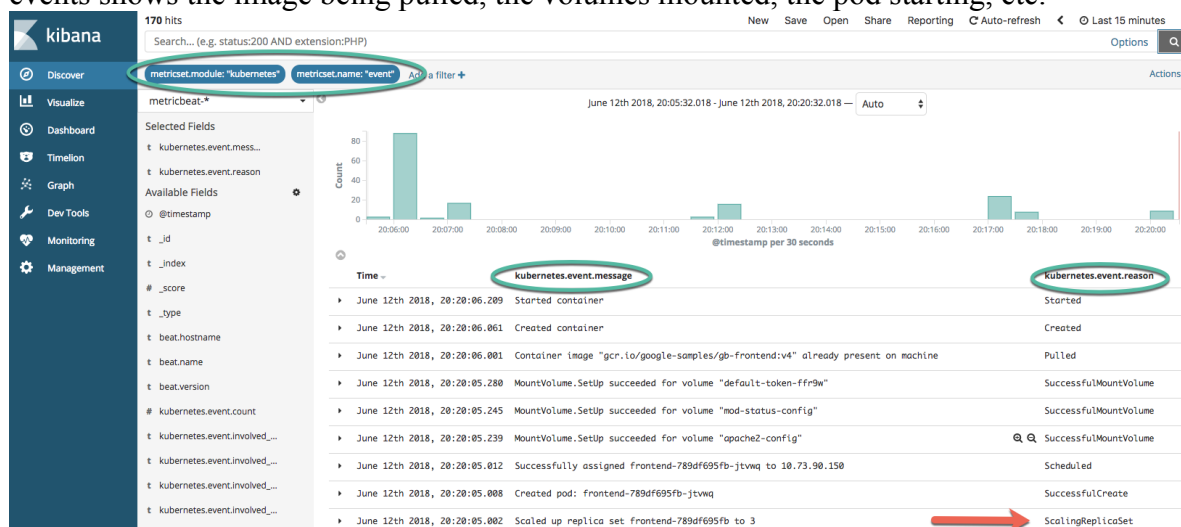 events shows the image being pulled, the volumes mounted, the pod starting, etc.
kibana
170 hits
New Save Open Share Reporting Auto-refresh Last 15 minutes
Search... (e.g. status:200 AND extension:PHP)
Options
Discover
Visualize
Dashboard
Timelion
Graph
Dev Tools
Monitoring
Management
metricset.module: "kubernetes" metricset.name: "event" Add a filter +
Actions
metricbeat-*
Selected Fields
t kubernetes.event.mess...
t kubernetes.event.reason
Available Fields
@timestamp
t _id
t _index
# _score
t _type
t beat.hostname
t beat.name
t beat.version
# kubernetes.event.count
t kubernetes.event.involved_...
t kubernetes.event.involved_...
t kubernetes.event.involved_...
t kubernetes.event.involved_...
June 12th 2018, 20:05:32.018 - June 12th 2018, 20:20:32.018 — Auto
Count
80
60
40
20
0
20:06:00 20:07:00 20:08:00 20:09:00 20:10:00 20:11:00 20:12:00 20:13:00 20:14:00 20:15:00 20:16:00 20:17:00 20:18:00 20:19:00 20:20:00
@timestamp per 30 seconds
Time kubernetes.event.message kubernetes.event.reason
June 12th 2018, 20:20:06.209 Started container Started
June 12th 2018, 20:20:06.061 Created container Created
June 12th 2018, 20:20:06.001 Container image "gcr.io/google-samples/gb-frontend:v4" already present on machine Pulled
June 12th 2018, 20:20:05.280 MountVolume.SetUp succeeded for volume "default-token-ffr9w" SuccessfulMountVolume
June 12th 2018, 20:20:05.245 MountVolume.SetUp succeeded for volume "mod-status-config" SuccessfulMountVolume
June 12th 2018, 20:20:05.239 MountVolume.SetUp succeeded for volume "apache2-config" SuccessfulMountVolume
June 12th 2018, 20:20:05.012 Successfully assigned frontend-789df695fb-jtvwq to 10.73.90.150 Scheduled
June 12th 2018, 20:20:05.008 Created pod: frontend-789df695fb-jtvwq SuccessfulCreate
June 12th 2018, 20:20:05.002 Scaled up replica set frontend-789df695fb to 3 ScalingReplicaSet